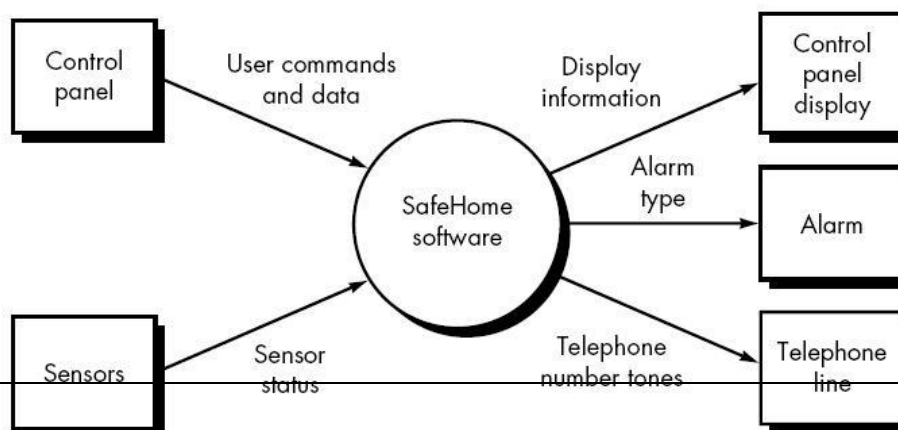 Control
panel
User commands
and data
Display
information
Control
panel
display
SafeHome
software
Alarm
type
Alarm
Sensors
Sensor
status
Telephone
number tones
Telephone
line